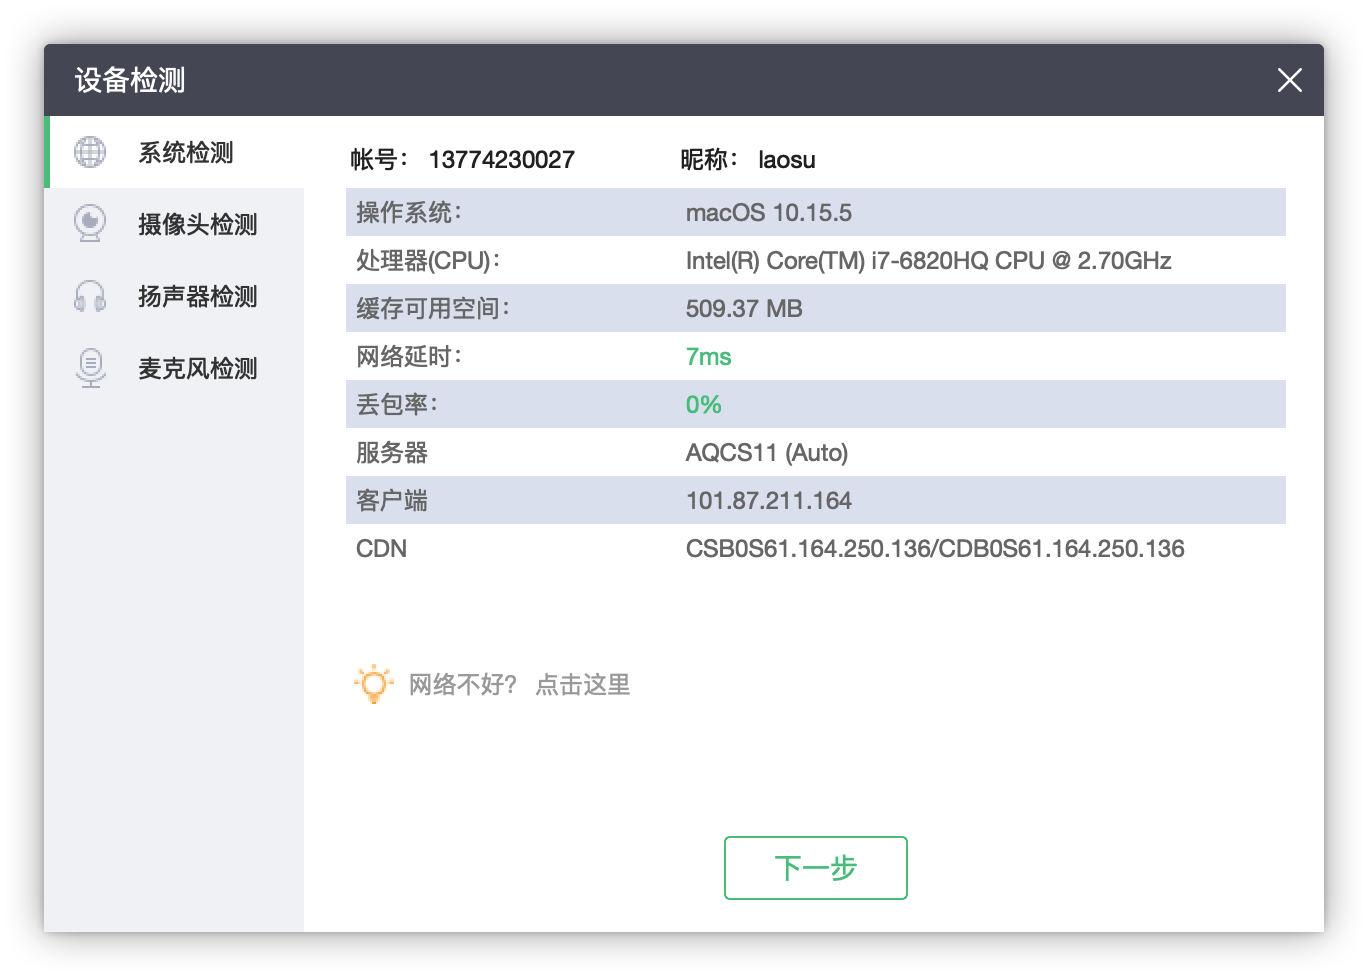 设备检测
系统检测
摄像头检测
扬声器检测
麦克风检测
帐号： 13774230027 昵称： laosu
操作系统： macOS 10.15.5
处理器(CPU)： Intel(R) Core(TM) i7-6820HQ CPU @ 2.70GHz
缓存可用空间： 509.37 MB
网络延时： 7ms
丢包率： 0%
服务器 AQCS11 (Auto)
客户端 101.87.211.164
CDN CSB0S61.164.250.136/CDB0S61.164.250.136
网络不好？ 点击这里
下一步